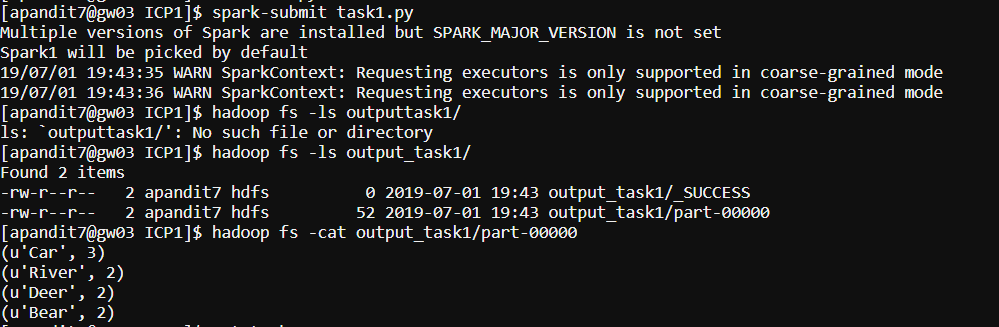 [apandit7@gw03 ICP1]$ spark-submit task1.py
Multiple versions of Spark are installed but SPARK_MAJOR_VERSION is not set
Spark1 will be picked by default
19/07/01 19:43:35 WARN SparkContext: Requesting executors is only supported in coarse-grained mode
19/07/01 19:43:36 WARN SparkContext: Requesting executors is only supported in coarse-grained mode
[apandit7@gw03 ICP1]$ hadoop fs -ls outputtask1/
ls: `outputtask1/': No such file or directory
[apandit7@gw03 ICP1]$ hadoop fs -ls output_task1/
Found 2 items
-rw-r--r--   2 apandit7 hdfs          0 2019-07-01 19:43 output_task1/_SUCCESS
-rw-r--r--   2 apandit7 hdfs         52 2019-07-01 19:43 output_task1/part-00000
[apandit7@gw03 ICP1]$ hadoop fs -cat output_task1/part-00000
(u'Car', 3)
(u'River', 2)
(u'Deer', 2)
(u'Bear', 2)